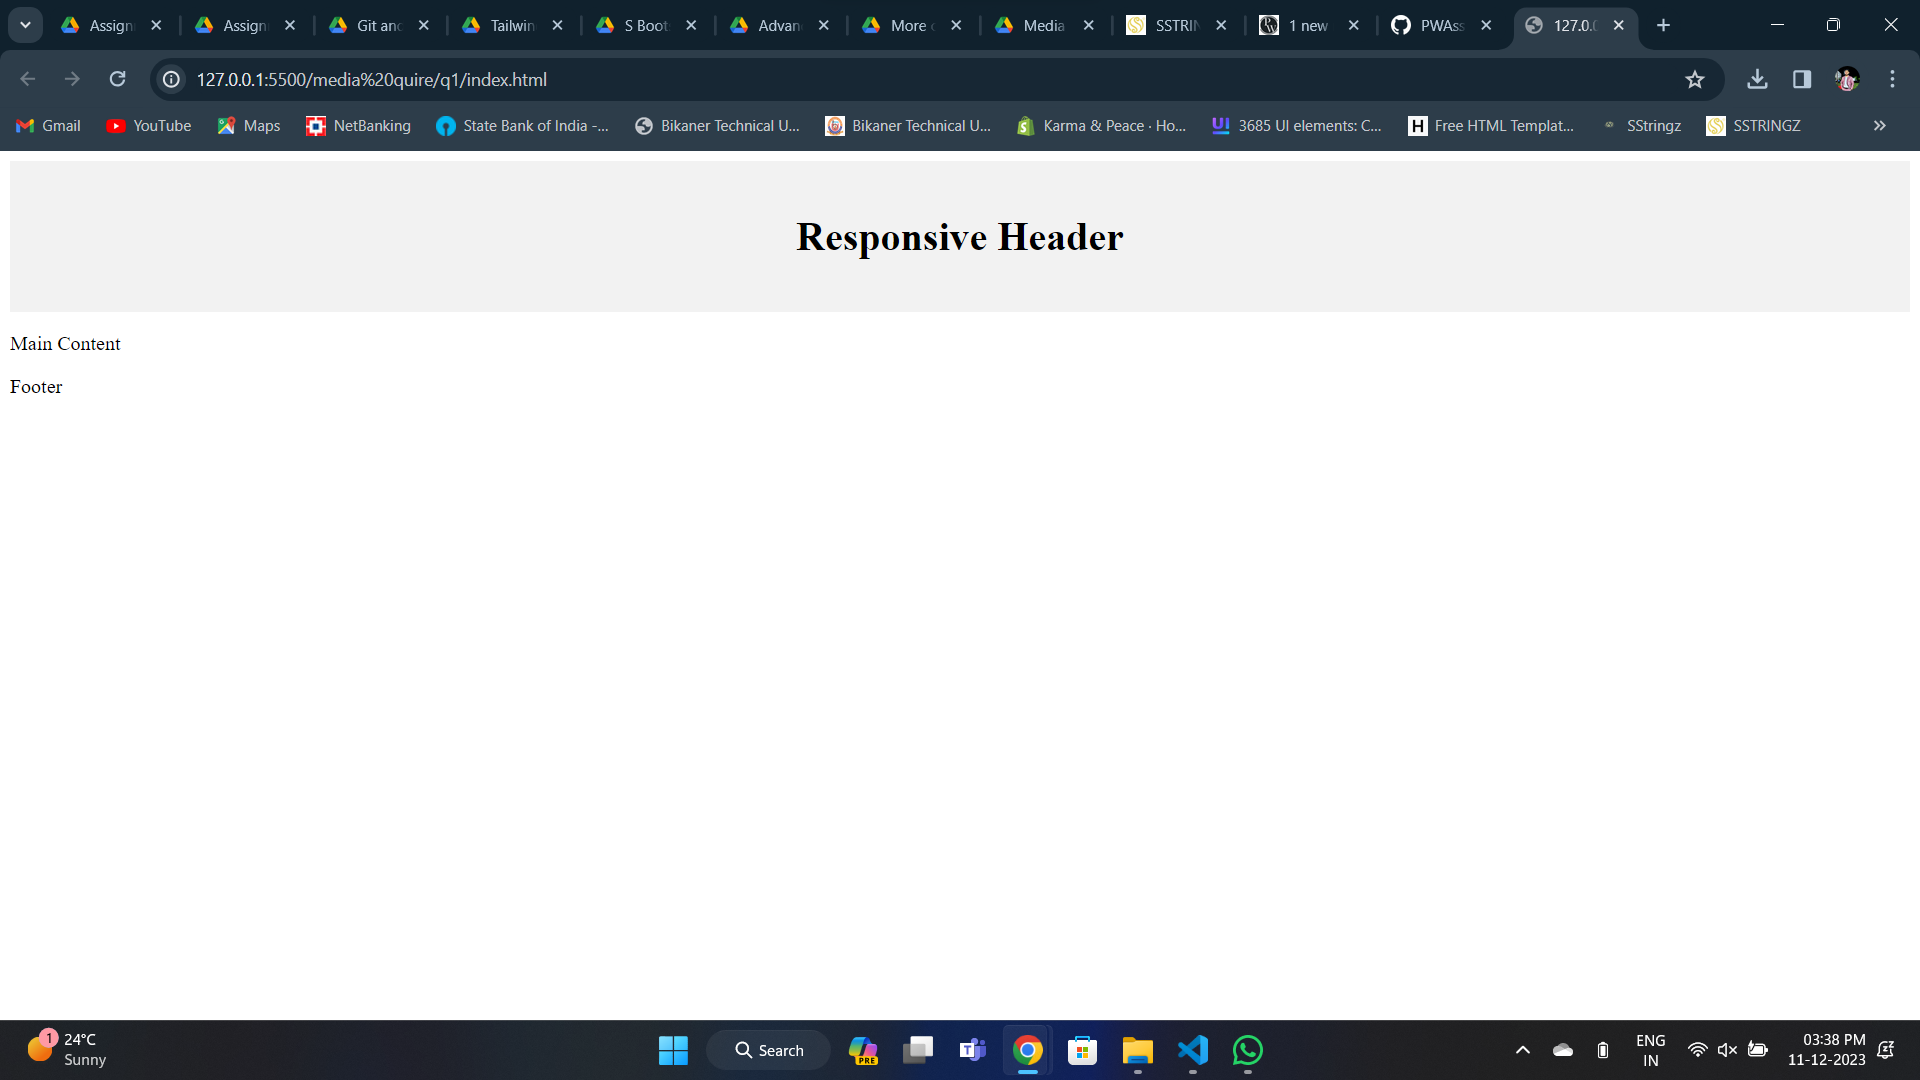 Assign
Assign
Git and
Tailwin
S Boot
Advan
More
Media
SSTRIN
1 new
PWAss
127.0.0
127.0.0.1:5500/media%20quire/q1/index.html
Gmail
YouTube
Maps
NetBanking
State Bank of India -...
Bikaner Technical U...
Bikaner Technical U...
Karma & Peace · Ho...
3685 UI elements: C...
Free HTML Templat...
SStringz
SSTRINGZ
Responsive Header
Main Content
Footer
1
24°C
Sunny
Search
PRE
ENG
IN
03:38 PM
11-12-2023